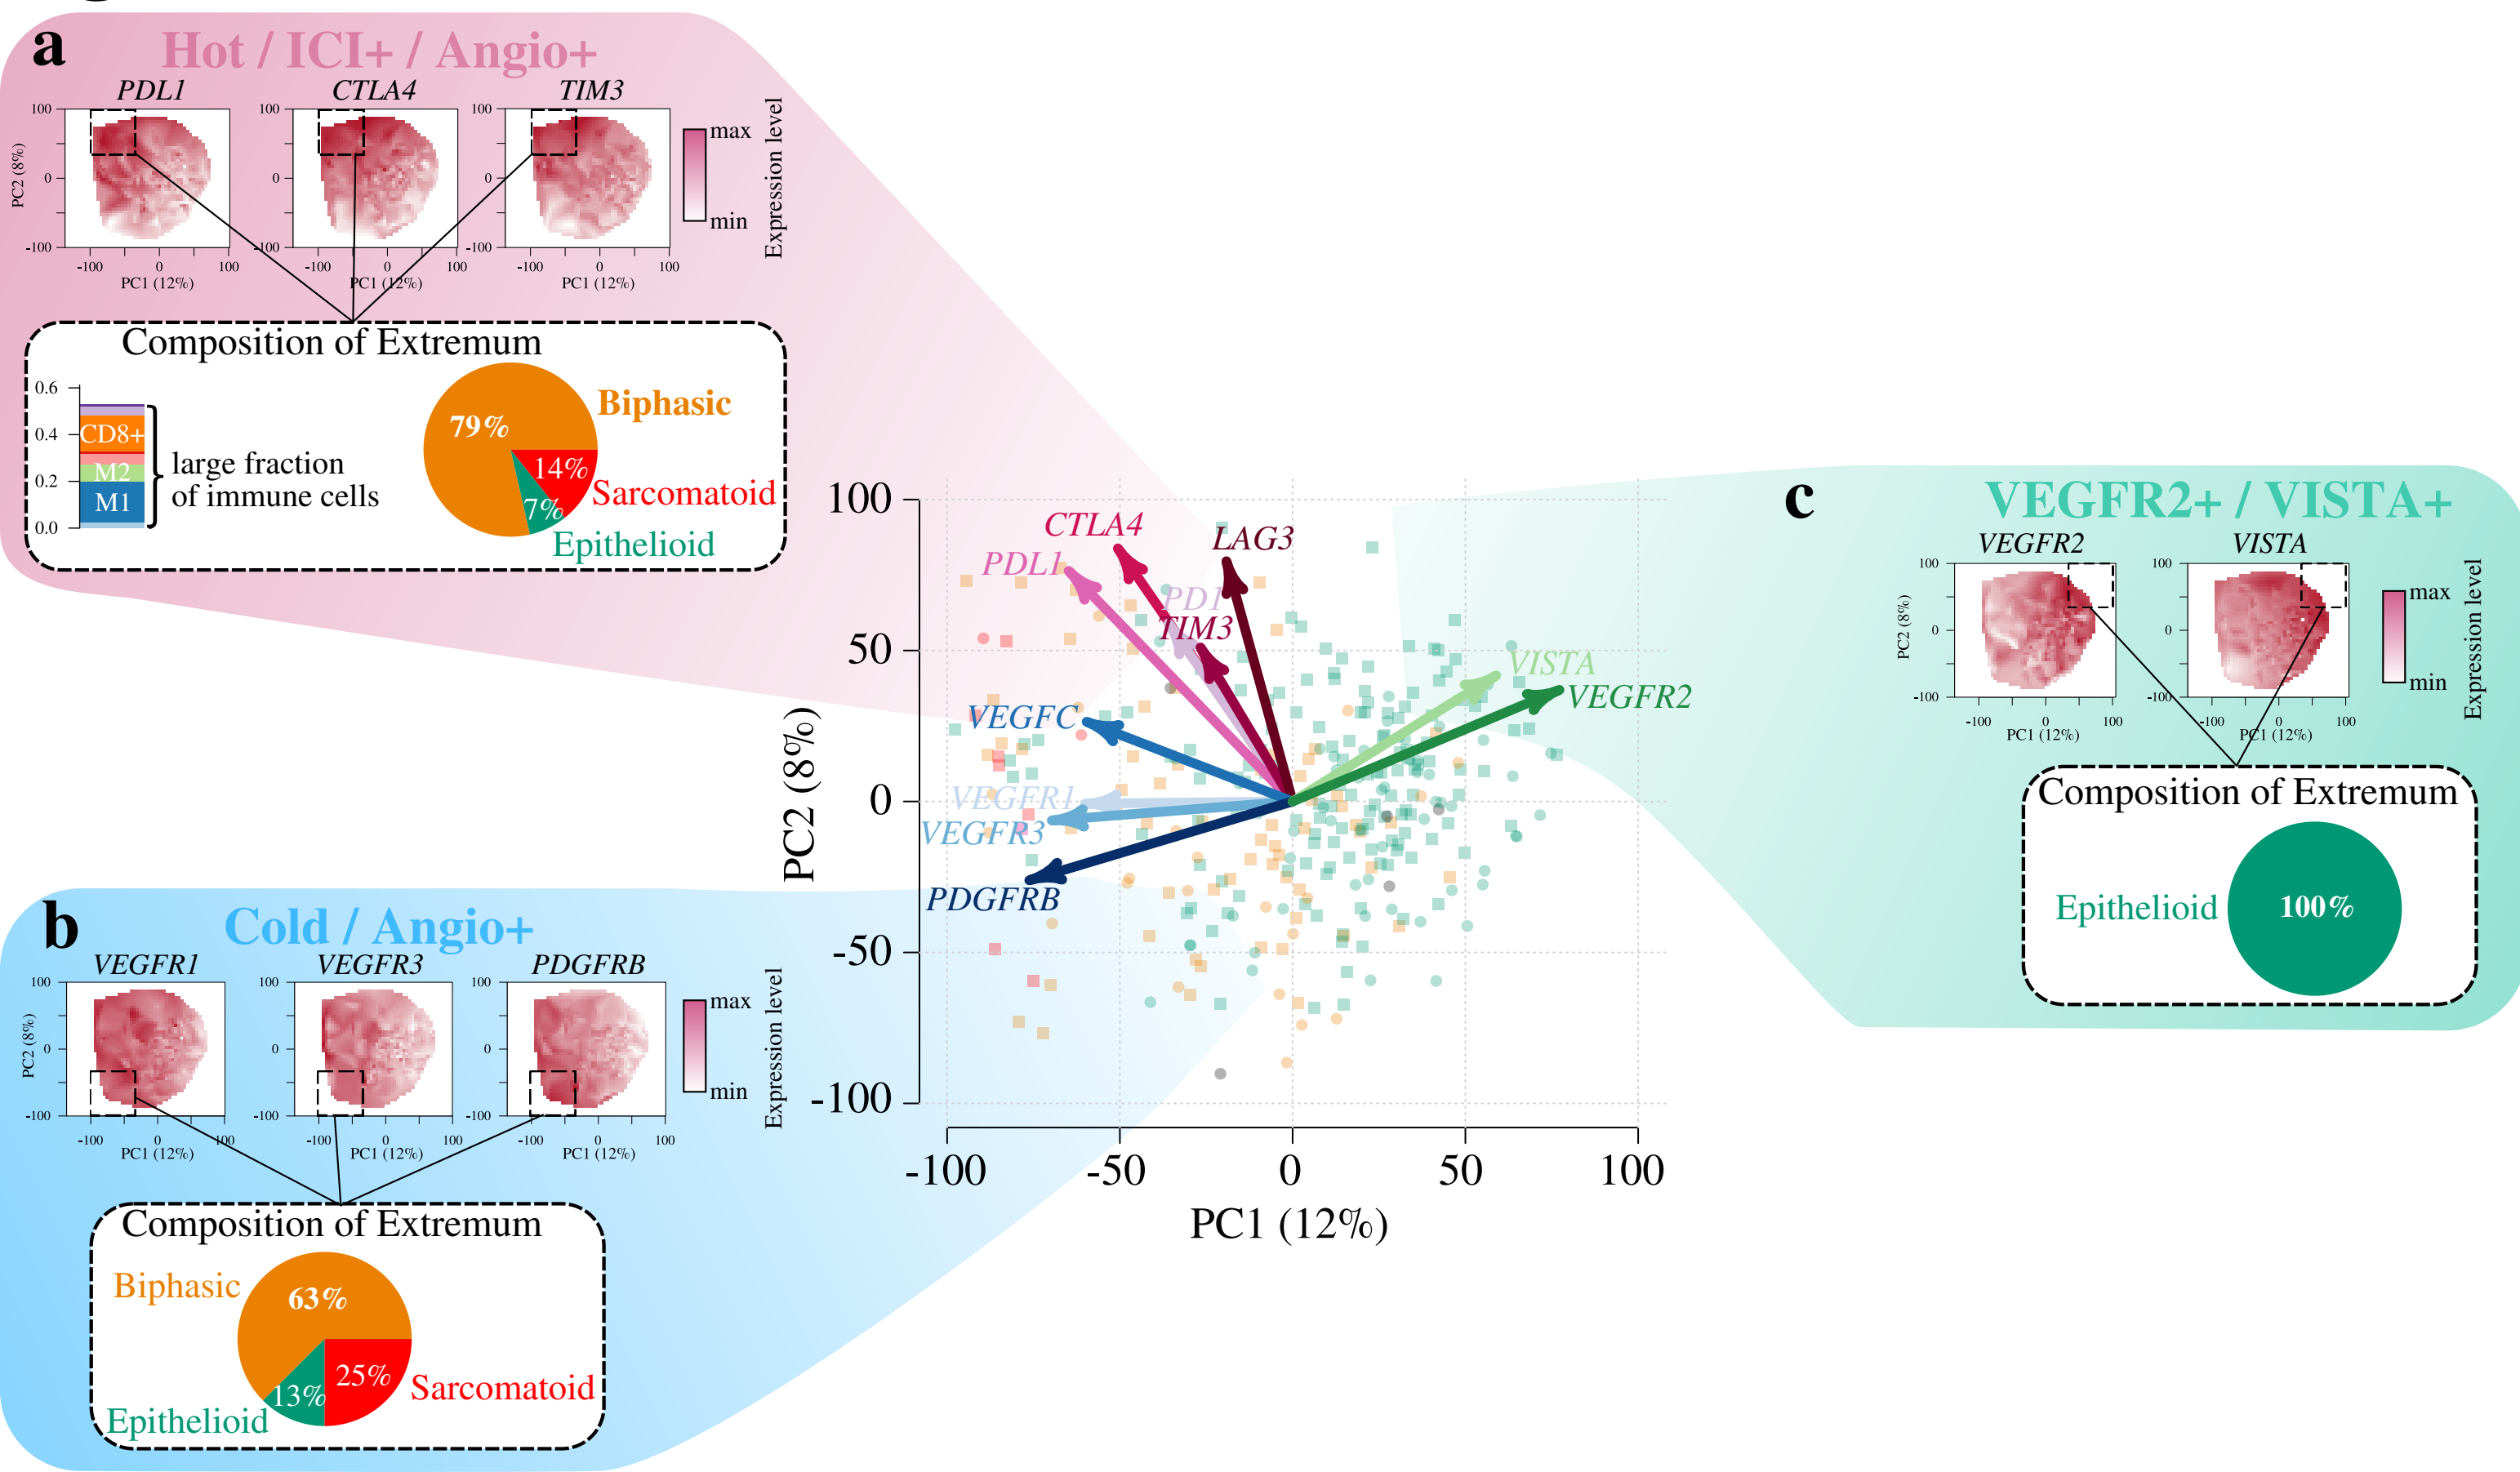 a
Hot / ICI+ / Angio+
PDL1
CTLA4
TIM3
100
0
-100
PC2 (8%)
-100 0 100
PC1 (12%)
100
0
-100
-100 0 100
PC1 (12%)
100
0
-100
-100 0 100
PC1 (12%)
max
min
Expression level
Composition of Extremum
0.6
0.4
0.2
0.0
CD8+
M2
M1
large fraction
of immune cells
79%
Biphasic
14%
Sarcomatoid
7%
Epithelioid
b
Cold / Angio+
VEGFR1
VEGFR3
PDGFRB
100
0
-100
PC2 (8%)
-100 0 100
PC1 (12%)
100
0
-100
-100 0 100
PC1 (12%)
100
0
-100
-100 0 100
PC1 (12%)
max
min
Expression level
Composition of Extremum
Biphasic
63%
25%
Sarcomatoid
13%
Epithelioid
100
50
0
-50
-100
PC2 (8%)
CTLA4
LAG3
PDL1
PD1
TIM3
VISTA
VEGFR2
VEGFC
VEGFR1
VEGFR3
PDGFRB
-100 -50 0 50 100
PC1 (12%)
c
VEGFR2+ / VISTA+
VEGFR2
VISTA
100
0
-100
PC2 (8%)
-100 0 100
PC1 (12%)
100
0
-100
-100 0 100
PC1 (12%)
max
min
Expression level
Composition of Extremum
Epithelioid
100%